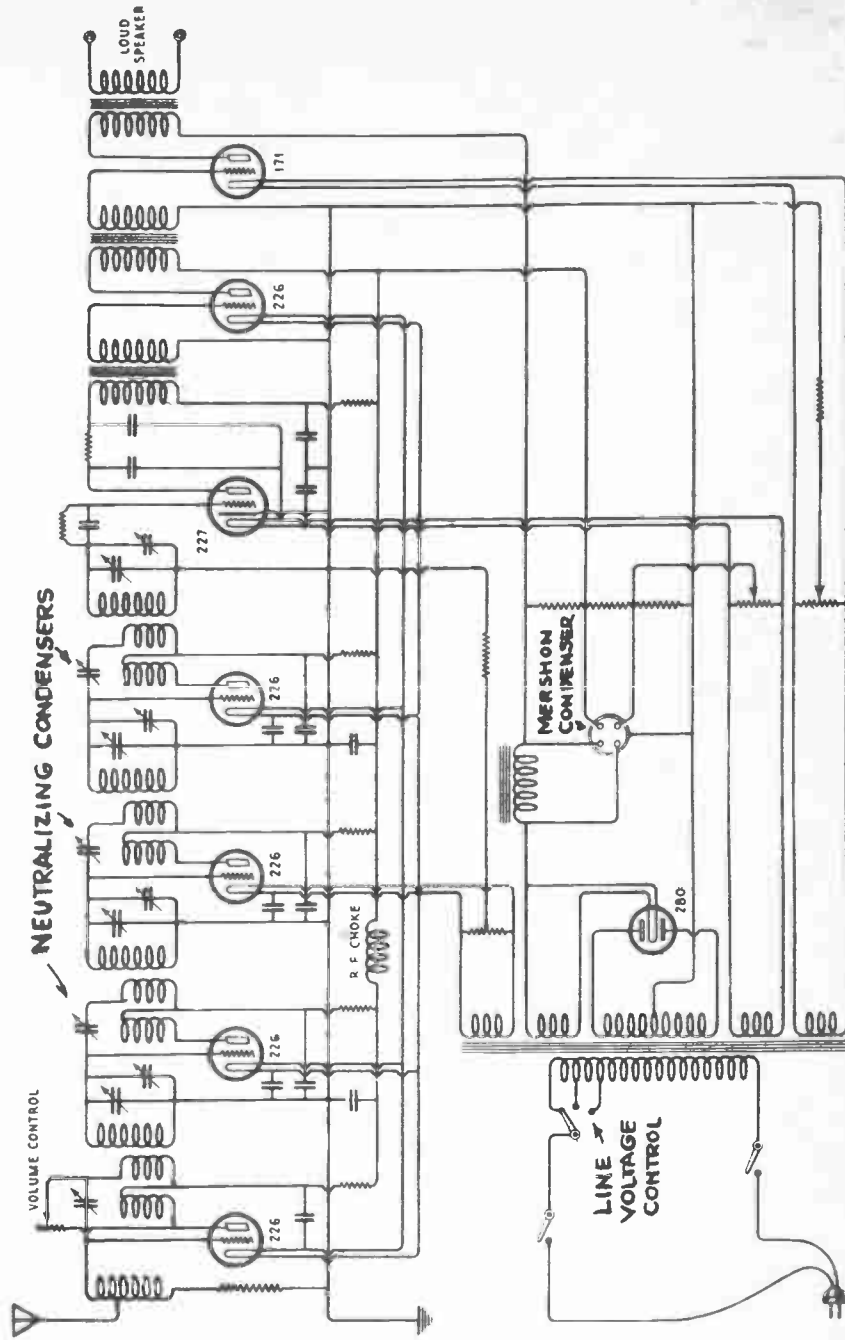 NEUTRALIZING CONDENSERS
VOLUME CONTROL
226
226
226
226
227
226
171
LOUD
SPEAKER
R F CHOKE
MERSHON
CONDENSER
280
LINE
VOLTAGE
CONTROL